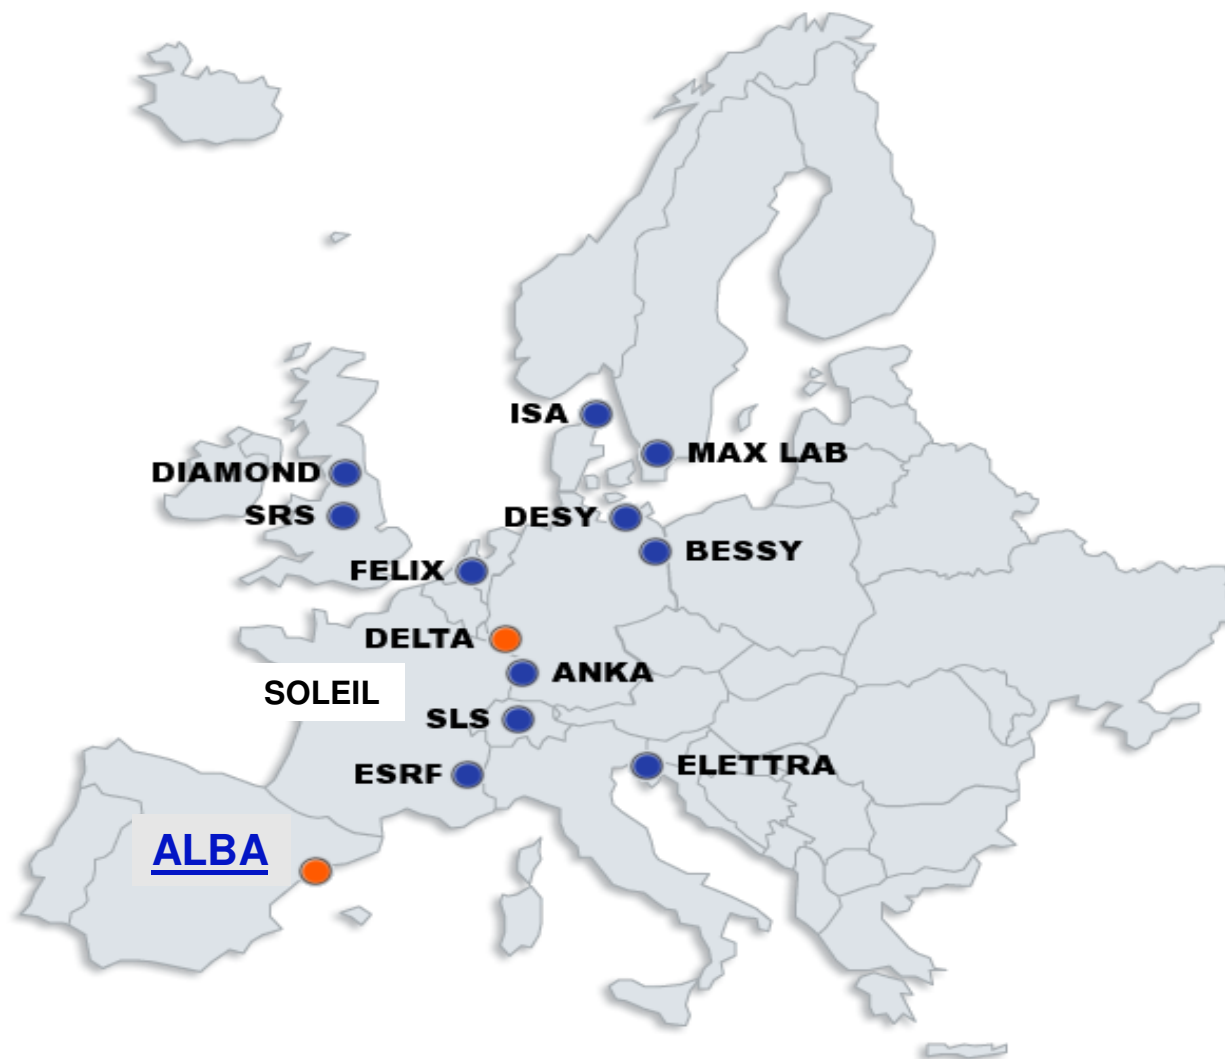 ISA
MAX LAB
DIAMOND
SRS
DESY
BESSY
FELIX
DELTA
ANKA
SOLEIL
SLS
ELETTRA
ESRF
ALBA